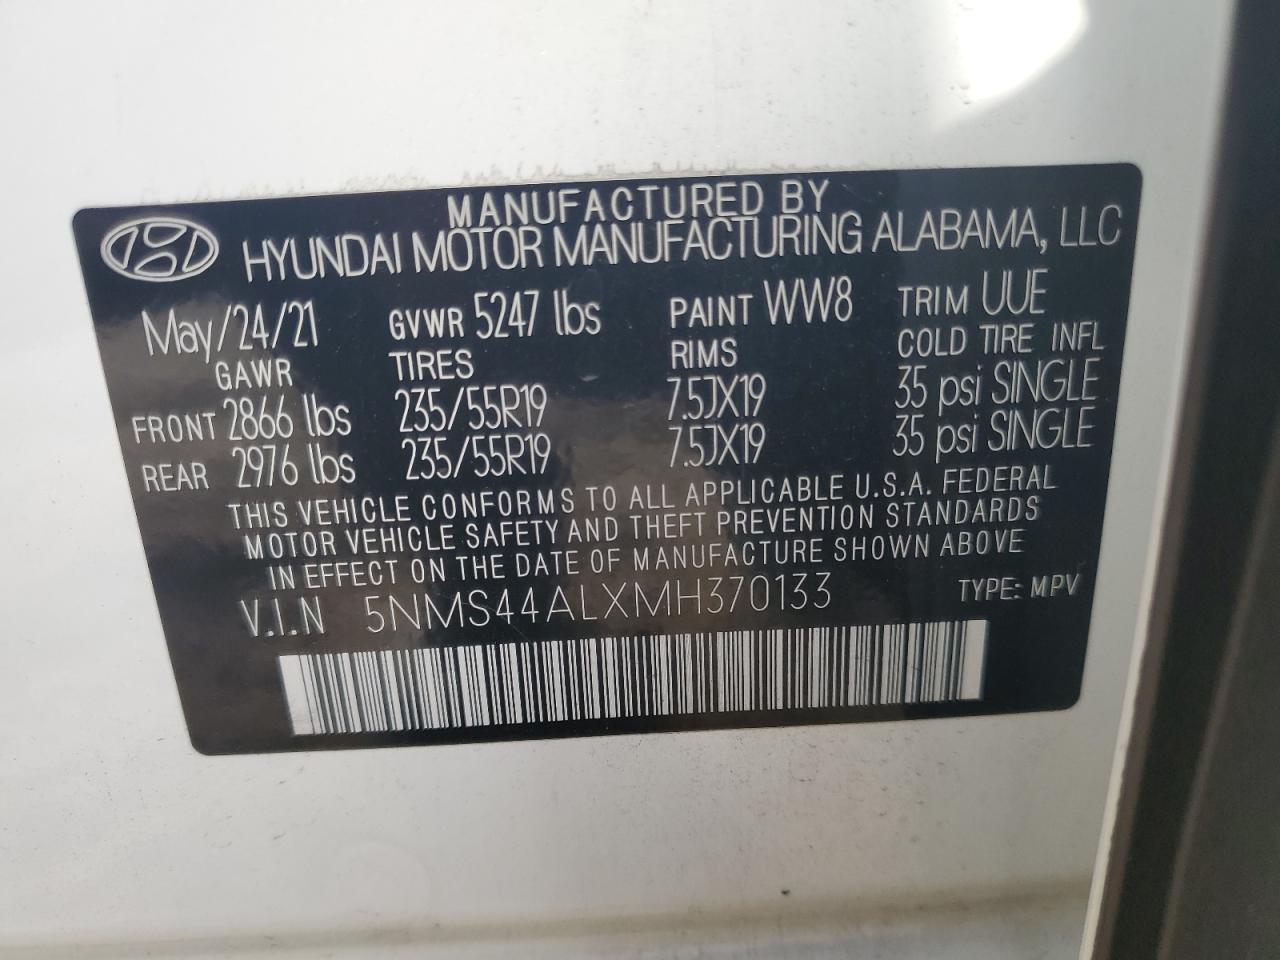 MANUFACTURED BY
HYUNDAI MOTOR MANUFACTURING ALABAMA, LLC
May/24/21 GVWR 5247 lbs PAINT WW8 TRIM UUE
GAWR TIRES RIMS COLD TIRE INFL
FRONT 2866 lbs 235/55R19 7.5JX19 35 psi SINGLE
REAR 2976 lbs 235/55R19 7.5JX19 35 psi SINGLE
THIS VEHICLE CONFORMS TO ALL APPLICABLE U.S.A. FEDERAL
MOTOR VEHICLE SAFETY AND THEFT PREVENTION STANDARDS
IN EFFECT ON THE DATE OF MANUFACTURE SHOWN ABOVE
V.I.N 5NMS44ALXMH370133 TYPE: MPV